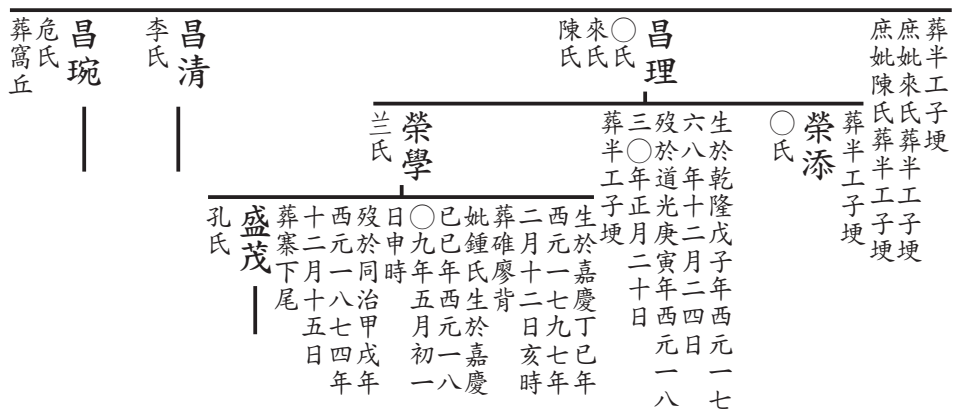 葬半工子埂
庶妣來氏葬半工子埂
庶妣陳氏葬半工子埂
昌理
◯氏
來氏
陳氏
昌清
李氏
昌琬
危氏
葬窩丘
葬半工子埂
榮添
◯氏
生於乾隆戊子年西元一七
六八年十二月二四日
歿於道光庚寅年西元一八
三◯年正月二十日
葬半工子埂
榮學
兰氏
生於嘉慶丁巳年
西元一七九七年
二月十二日亥時
葬碓廖背
妣鍾氏生於嘉慶
已巳年西元一八
◯九年五月初一
日申時
歿於同治甲戌年
西元一八七四年
十二月十五日
葬寨下尾
盛茂
孔氏